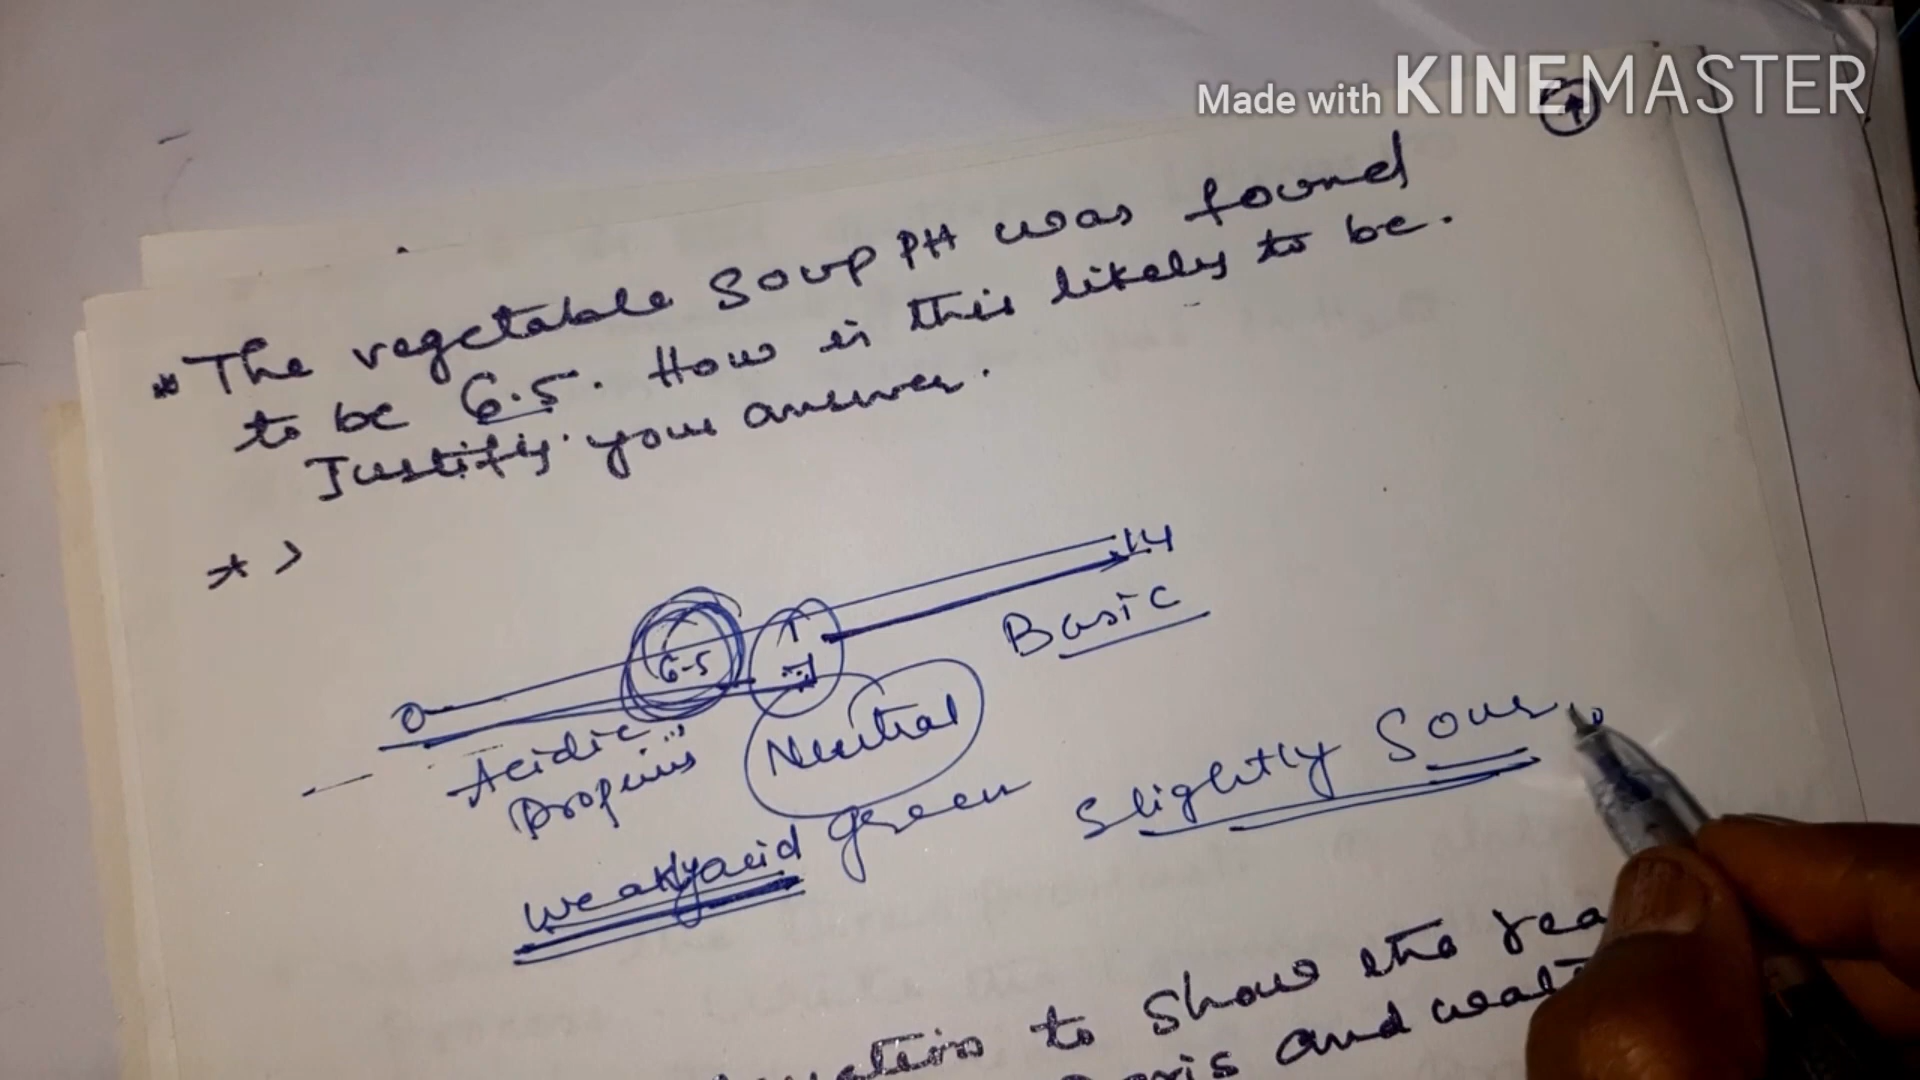 Made with KINEMASTER
* The vegetable Soup PH was found
to be 6.5. How is this likely to be.
Justify your answer.
* >
0 6.5 7 14
Acidic Neutral Basic
weakly acid green Slightly Sour
to show the rea
and wat